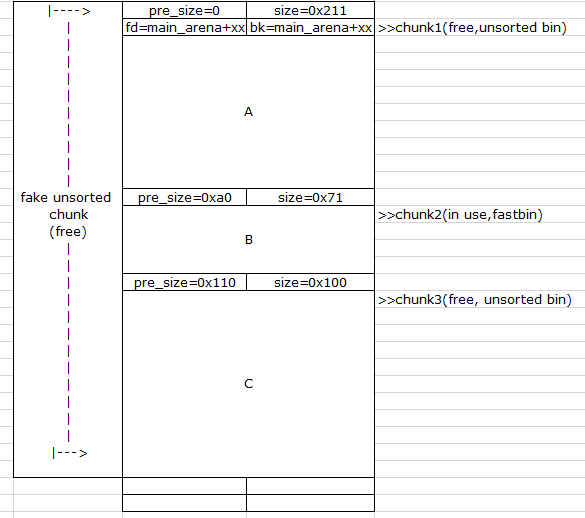 |---->
pre_size=0
size=0x211
fd=main_arena+xx
bk=main_arena+xx
>>chunk1(free,unsorted bin)
A
pre_size=0xa0
size=0x71
fake unsorted
chunk
(free)
>>chunk2(in use,fastbin)
B
pre_size=0x110
size=0x100
>>chunk3(free, unsorted bin)
C
|--->